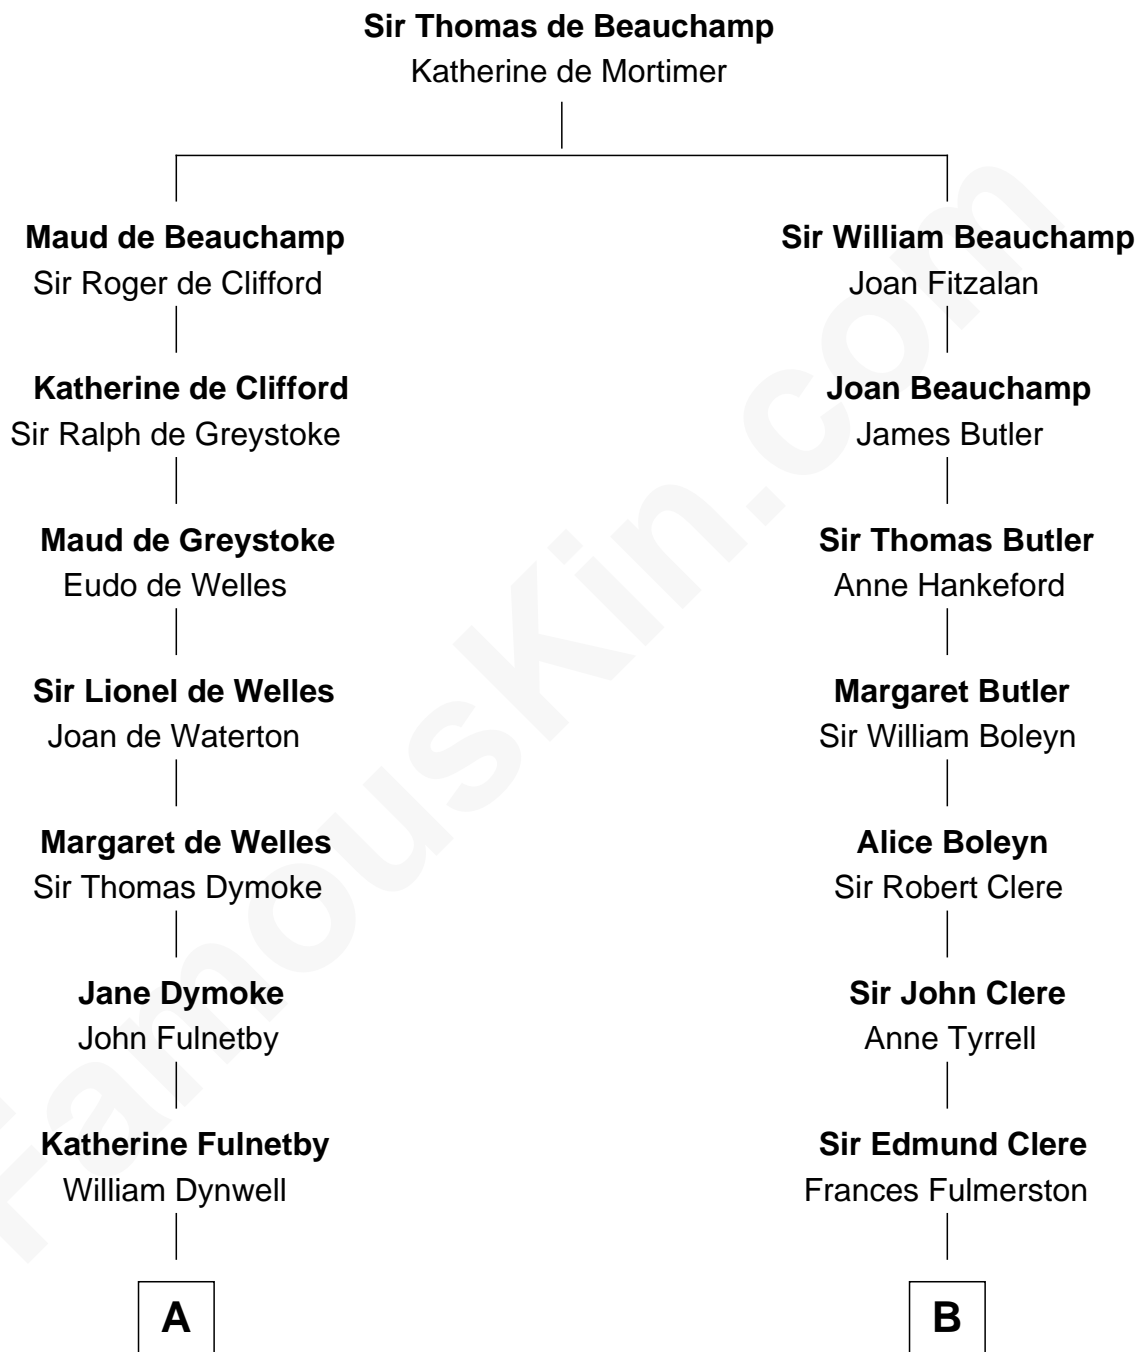 Sir Thomas de Beauchamp
Katherine de Mortimer
Maud de Beauchamp
Sir Roger de Clifford
Katherine de Clifford
Sir Ralph de Greystoke
Maud de Greystoke
Eudo de Welles
Sir Lionel de Welles
Joan de Waterton
Margaret de Welles
Sir Thomas Dymoke
Jane Dymoke
John Fulnetby
Katherine Fulnetby
William Dynwell
A
Sir William Beauchamp
Joan Fitzalan
Joan Beauchamp
James Butler
Sir Thomas Butler
Anne Hankeford
Margaret Butler
Sir William Boleyn
Alice Boleyn
Sir Robert Clere
Sir John Clere
Anne Tyrrell
Sir Edmund Clere
Frances Fulmerston
B
FamousKin.com